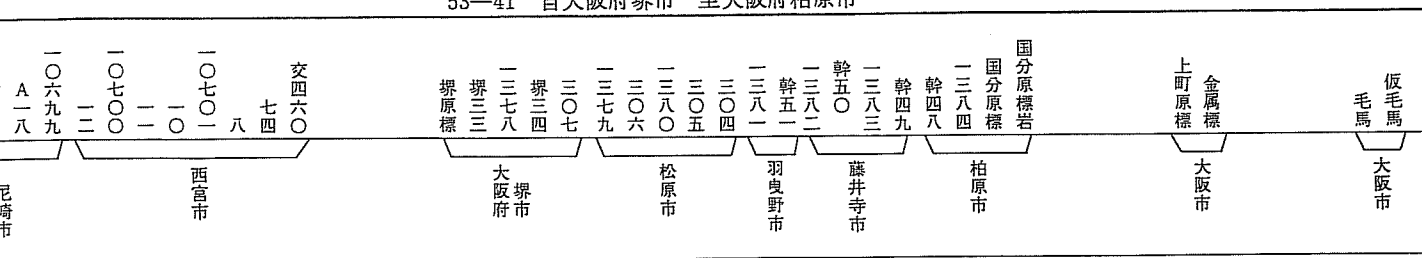 53—41　自大阪府堺市　至大阪府柏原市
仮毛馬
毛馬
大阪市
金属標
上町原標
大阪市
国分原標岩
国分原標
一三八四
幹四八
柏原市
幹四九
一三八三
幹五〇
一三八二
藤井寺市
幹五一
一三八一
羽曳野市
三〇四
三〇五
一三八〇
三〇六
一三七九
松原市
三〇七
堺三四
一三七八
堺三三
堺原標
堺市
大阪府
交四六〇
七四
八
一〇七〇一
一〇
一一
一〇七〇〇
一二
西宮市
一〇六九九
A一八
尼崎市